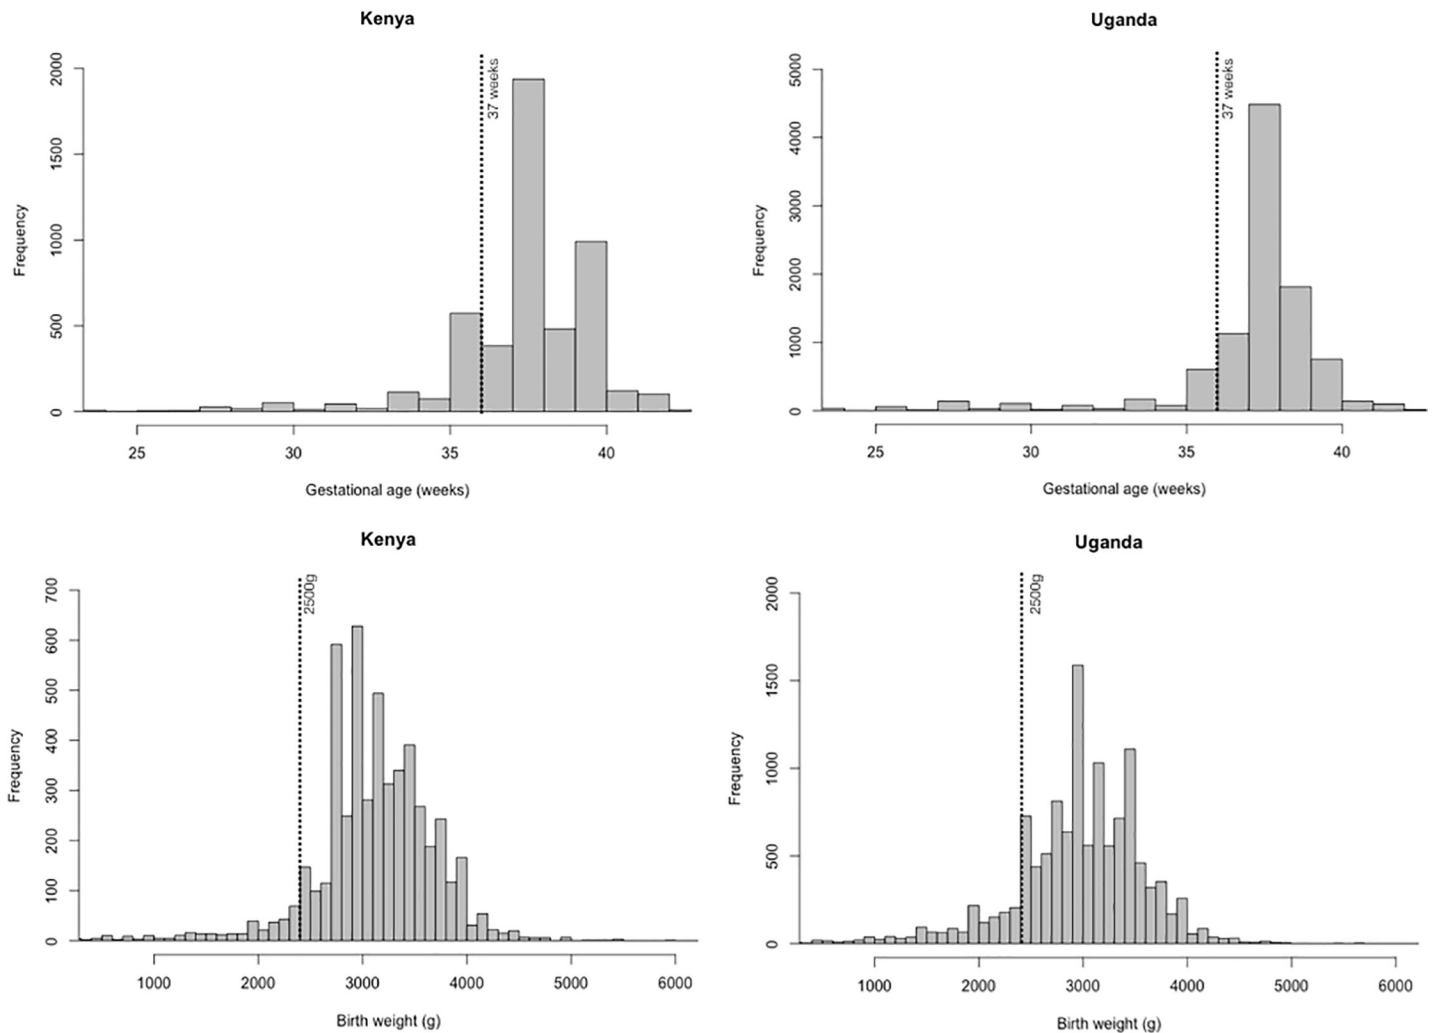 Kenya
37 weeks
Frequency
2000
1500
1000
500
0
25 30 35 40
Gestational age (weeks)
Uganda
37 weeks
Frequency
5000
4000
3000
2000
1000
0
25 30 35 40
Gestational age (weeks)
Kenya
2500g
Frequency
700
600
500
400
300
200
100
0
1000 2000 3000 4000 5000 6000
Birth weight (g)
Uganda
2500g
Frequency
2000
1500
1000
500
0
1000 2000 3000 4000 5000 6000
Birth weight (g)